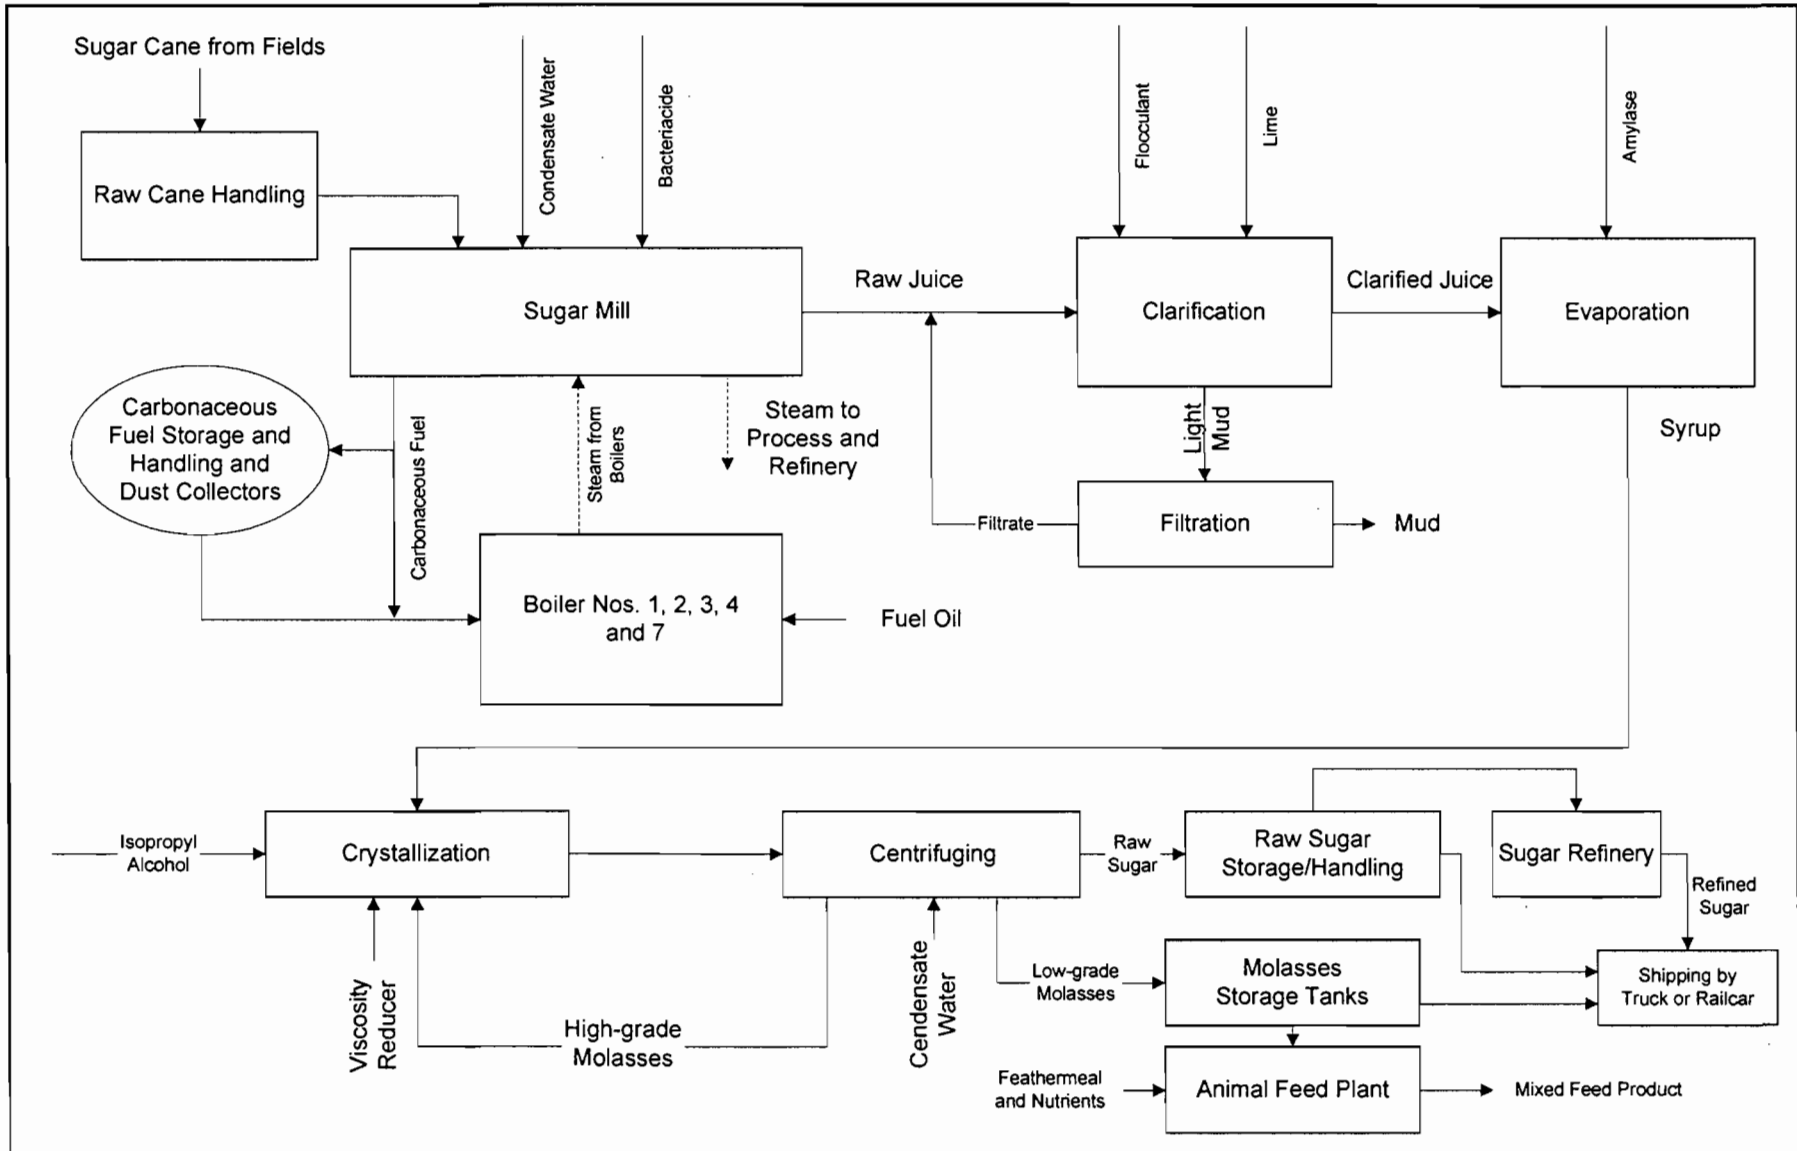 Sugar Cane from Fields
Condensate Water
Bacteriacide
Flocculant
Lime
Amylase
Raw Cane Handling
Sugar Mill
Raw Juice
Clarification
Clarified Juice
Evaporation
Carbonaceous
Fuel Storage and
Handling and
Dust Collectors
Carbonaceous Fuel
Steam from
Boilers
Steam to
Process and
Refinery
Light
Mud
Syrup
Filtrate
Filtration
Mud
Boiler Nos. 1, 2, 3, 4
and 7
Fuel Oil
Isopropyl
Alcohol
Crystallization
Centrifuging
Raw
Sugar
Raw Sugar
Storage/Handling
Sugar Refinery
Refined
Sugar
Viscosity
Reducer
High-grade
Molasses
Cendensate
Water
Low-grade
Molasses
Molasses
Storage Tanks
Shipping by
Truck or Railcar
Feathermeal
and Nutrients
Animal Feed Plant
Mixed Feed Product